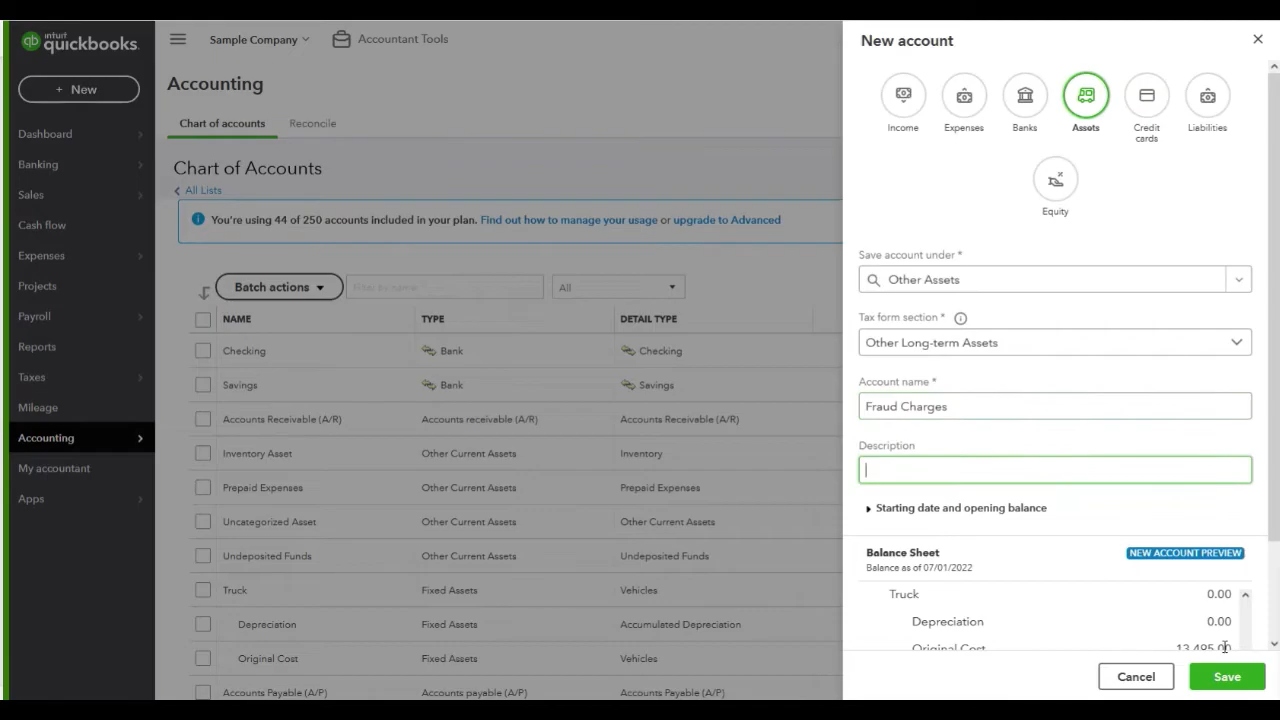 intuit
quickbooks.
+ New
Dashboard
Banking
Sales
Cash flow
Expenses
Projects
Payroll
Reports
Taxes
Mileage
Accounting
My accountant
Apps
Sample Company
Accountant Tools
Accounting
Chart of accounts
Reconcile
Chart of Accounts
All Lists
You're using 44 of 250 accounts included in your plan. Find out how to manage your usage or upgrade to Advanced
Batch actions
Filter by name
All
NAME TYPE DETAIL TYPE
Checking Bank Checking
Savings Bank Savings
Accounts Receivable (A/R) Accounts receivable (A/R) Accounts Receivable (A/R)
Inventory Asset Other Current Assets Inventory
Prepaid Expenses Other Current Assets Prepaid Expenses
Uncategorized Asset Other Current Assets Other Current Assets
Undeposited Funds Other Current Assets Undeposited Funds
Truck Fixed Assets Vehicles
Depreciation Fixed Assets Accumulated Depreciation
Original Cost Fixed Assets Vehicles
Accounts Payable (A/P) Accounts payable (A/P) Accounts Payable (A/P)
New account
Income
Expenses
Banks
Assets
Credit
cards
Liabilities
Equity
Save account under *
Other Assets
Tax form section *
Other Long-term Assets
Account name *
Fraud Charges
Description
Starting date and opening balance
Balance Sheet
NEW ACCOUNT PREVIEW
Balance as of 07/01/2022
Truck 0.00
Depreciation 0.00
Original Cost 13,495.00
Cancel
Save